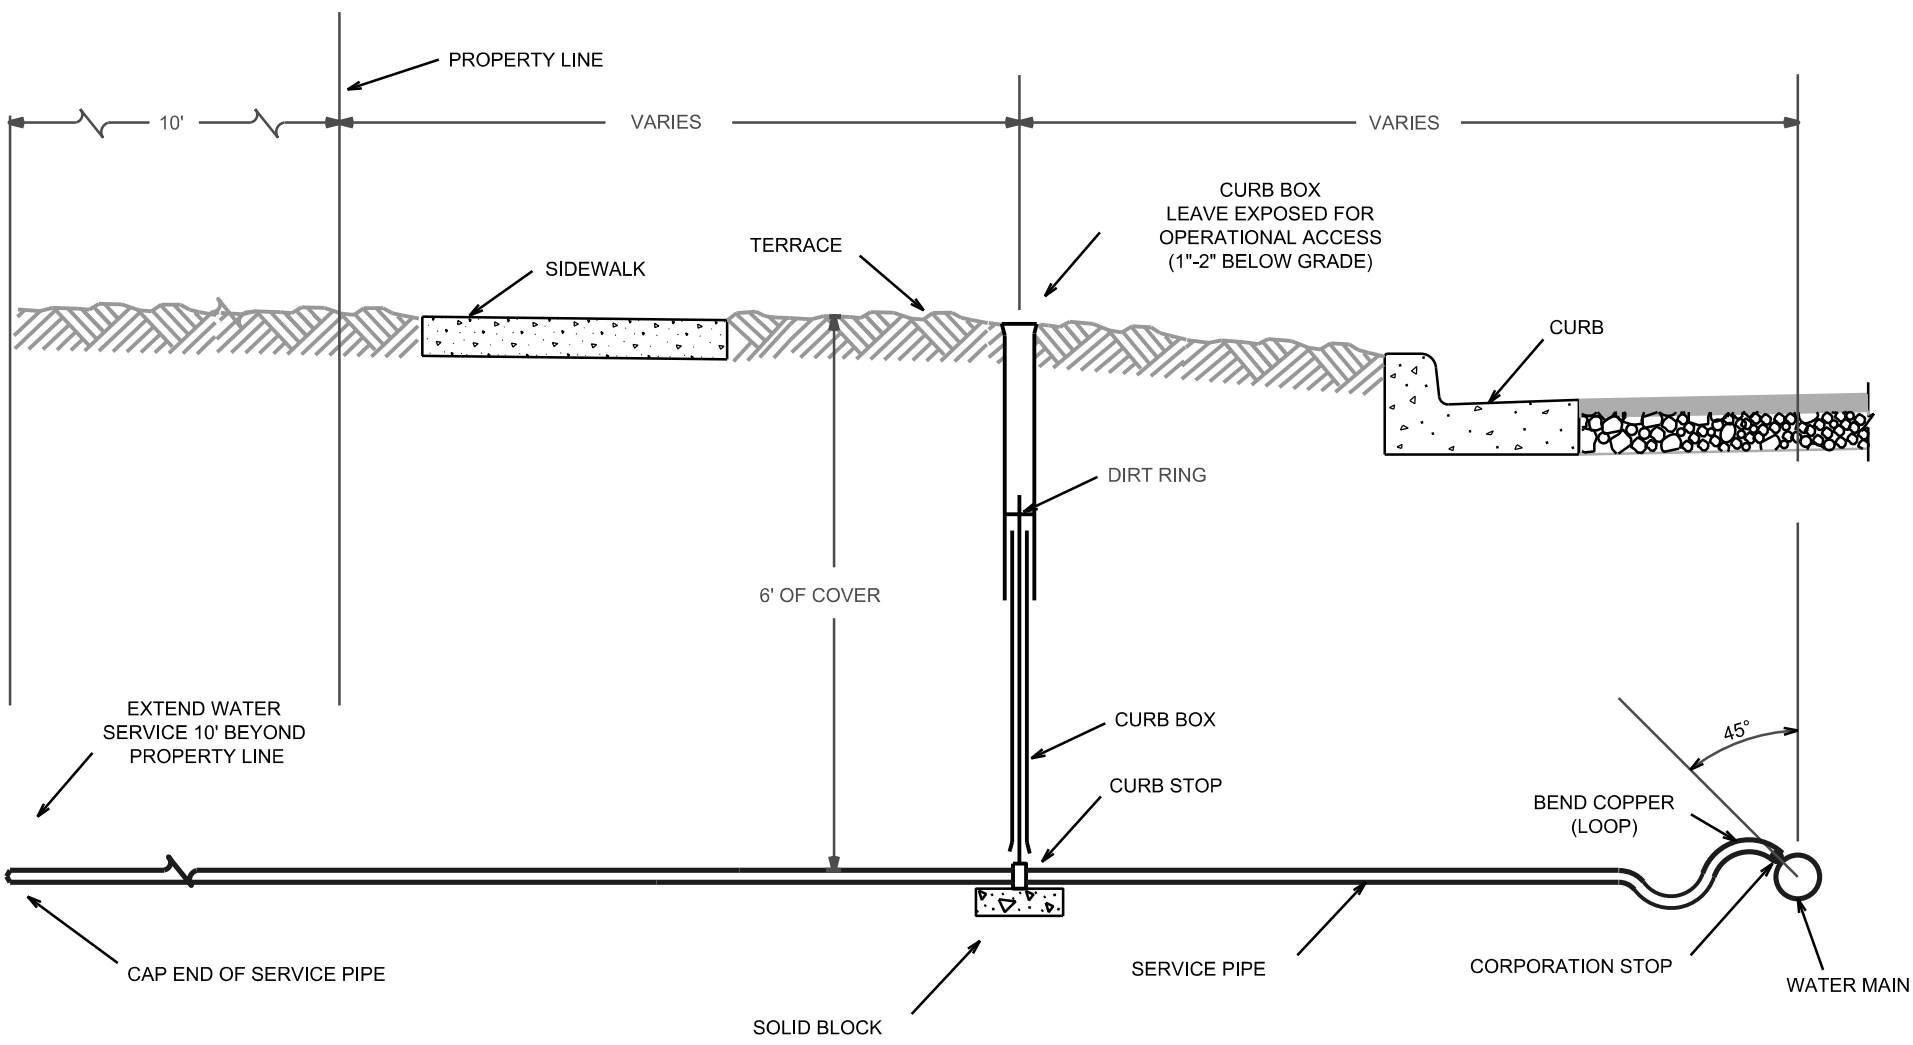 PROPERTY LINE
10'
VARIES
VARIES
CURB BOX
LEAVE EXPOSED FOR
OPERATIONAL ACCESS
(1"-2" BELOW GRADE)
TERRACE
SIDEWALK
CURB
DIRT RING
6' OF COVER
EXTEND WATER
SERVICE 10' BEYOND
PROPERTY LINE
CURB BOX
45°
CURB STOP
BEND COPPER
(LOOP)
CAP END OF SERVICE PIPE
SERVICE PIPE
CORPORATION STOP
WATER MAIN
SOLID BLOCK